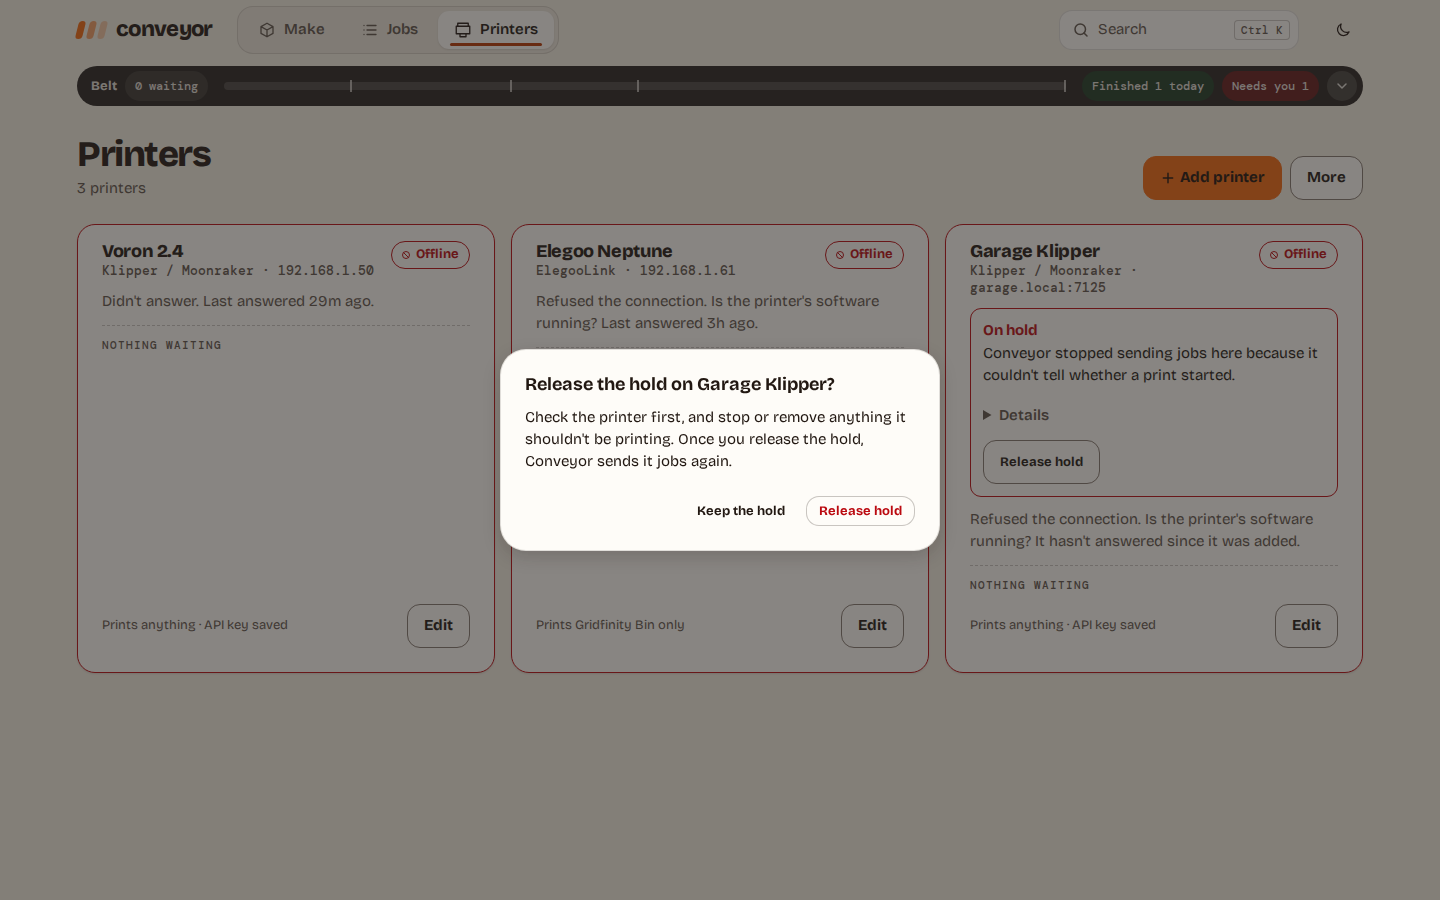 conveyor
Make
Jobs
Printers
Search
Ctrl K
Belt
0 waiting
Finished 1 today
Needs you 1
Printers
3 printers
+ Add printer
More
Voron 2.4
Offline
Klipper / Moonraker · 192.168.1.50
Didn't answer. Last answered 29m ago.
NOTHING WAITING
Prints anything · API key saved
Edit
Elegoo Neptune
Offline
ElegooLink · 192.168.1.61
Refused the connection. Is the printer's software
running? Last answered 3h ago.
Prints Gridfinity Bin only
Edit
Garage Klipper
Offline
Klipper / Moonraker ·
garage.local:7125
On hold
Conveyor stopped sending jobs here because it
couldn't tell whether a print started.
Details
Release hold
Refused the connection. Is the printer's software
running? It hasn't answered since it was added.
NOTHING WAITING
Prints anything · API key saved
Edit
Release the hold on Garage Klipper?
Check the printer first, and stop or remove anything it
shouldn't be printing. Once you release the hold,
Conveyor sends it jobs again.
Keep the hold
Release hold